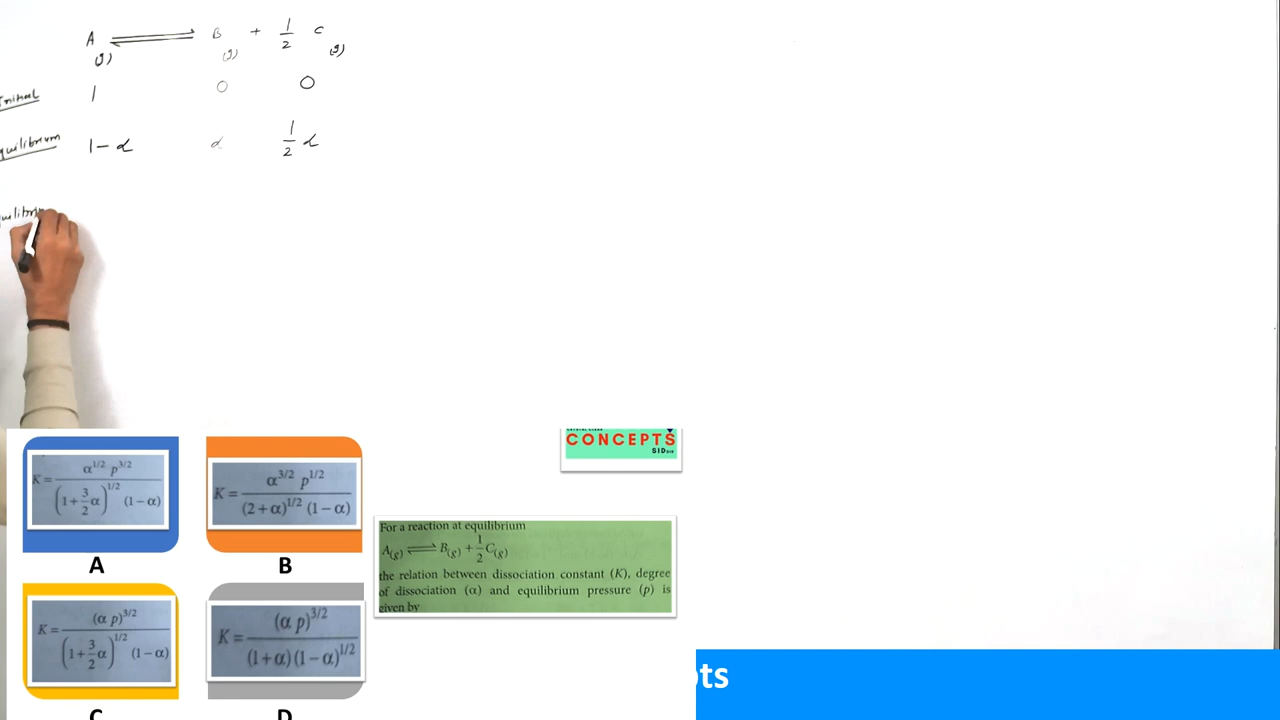 A(g) ⇌ B(g) + 1/2 C(g)
Initial 1 0 0
quilibrium 1-α α 1/2 α
CONCEPTS
SID
K = α^{1/2} p^{3/2} / (1+3/2 α)^{1/2} (1-α)
A
K = α^{3/2} p^{1/2} / (2+α)^{1/2} (1-α)
B
For a reaction at equilibrium
A(g) ⇌ B(g) + 1/2 C(g)
the relation between dissociation constant (K), degree
of dissociation (α) and equilibrium pressure (p) is
given by
K = (α p)^{3/2} / (1+3/2 α)^{1/2} (1-α)
C
K = (α p)^{3/2} / (1+α)(1-α)^{1/2}
D
pts